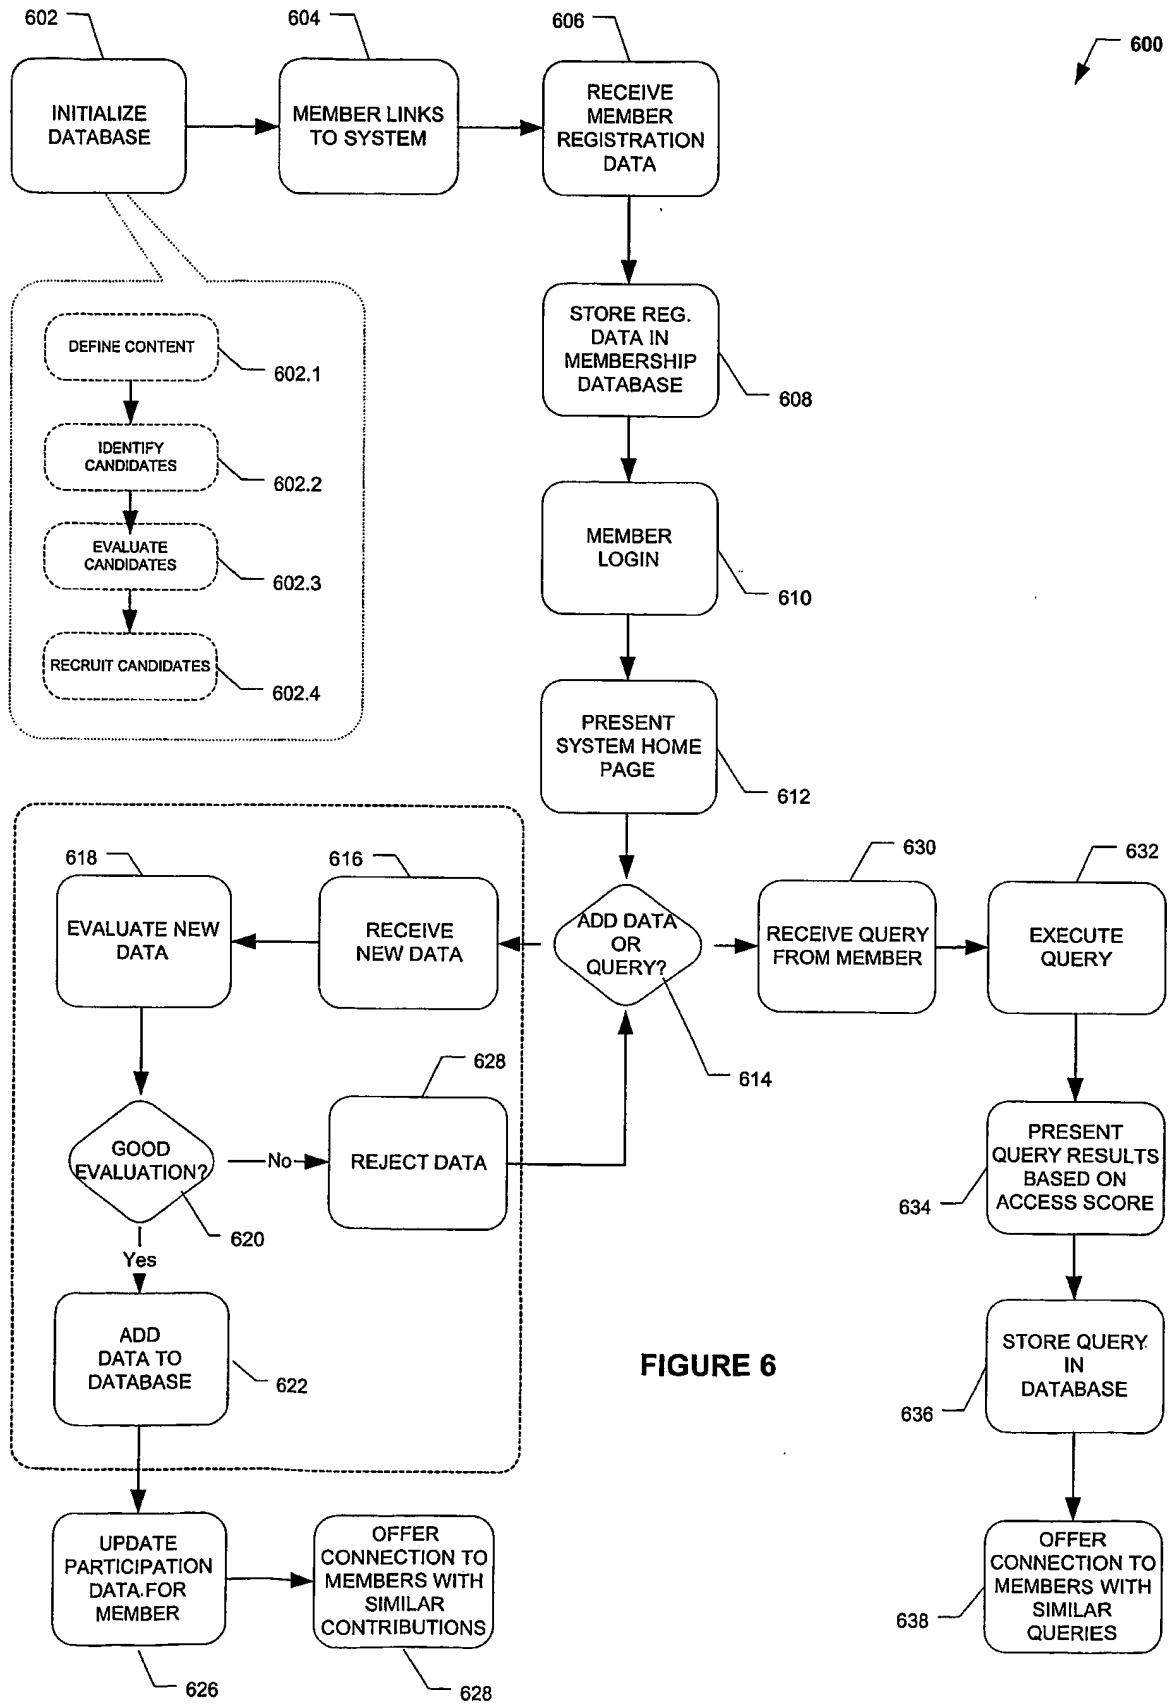 602
604
606
600
INITIALIZE
DATABASE
MEMBER LINKS
TO SYSTEM
RECEIVE
MEMBER
REGISTRATION
DATA
DEFINE CONTENT
602.1
IDENTIFY
CANDIDATES
602.2
EVALUATE
CANDIDATES
602.3
RECRUIT CANDIDATES
602.4
STORE REG.
DATA IN
MEMBERSHIP
DATABASE
608
MEMBER
LOGIN
610
PRESENT
SYSTEM HOME
PAGE
612
618
616
630
632
EVALUATE NEW
DATA
RECEIVE
NEW DATA
ADD DATA
OR
QUERY?
614
RECEIVE QUERY
FROM MEMBER
EXECUTE
QUERY
628
GOOD
EVALUATION?
620
No
REJECT DATA
Yes
PRESENT
QUERY RESULTS
BASED ON
ACCESS SCORE
634
ADD
DATA TO
DATABASE
622
FIGURE 6
STORE QUERY
IN
DATABASE
636
UPDATE
PARTICIPATION
DATA FOR
MEMBER
626
OFFER
CONNECTION TO
MEMBERS WITH
SIMILAR
CONTRIBUTIONS
628
OFFER
CONNECTION TO
MEMBERS WITH
SIMILAR
QUERIES
638